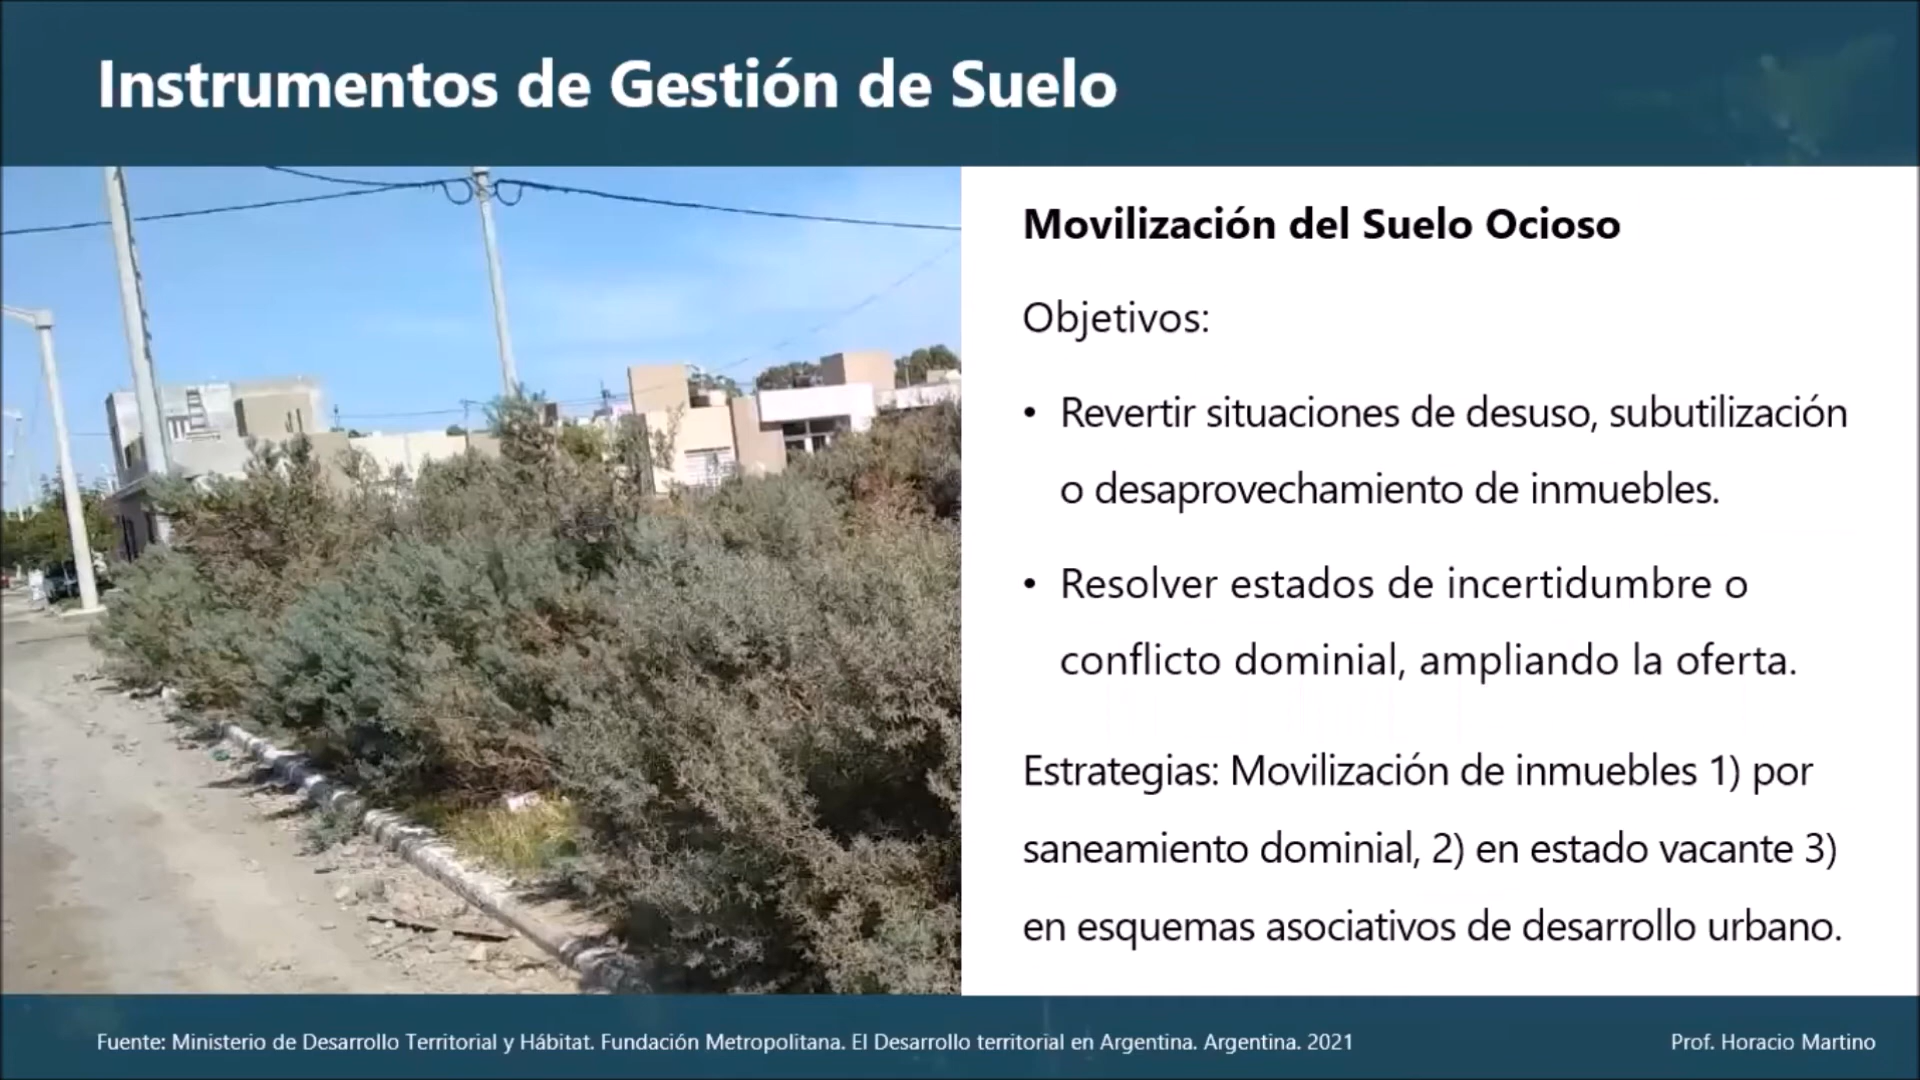 Instrumentos de Gestión de Suelo
Movilización del Suelo Ocioso
Objetivos:
• Revertir situaciones de desuso, subutilización
o desaprovechamiento de inmuebles.
• Resolver estados de incertidumbre o
conflicto dominial, ampliando la oferta.
Estrategias: Movilización de inmuebles 1) por
saneamiento dominial, 2) en estado vacante 3)
en esquemas asociativos de desarrollo urbano.
Fuente: Ministerio de Desarrollo Territorial y Hábitat. Fundación Metropolitana. El Desarrollo territorial en Argentina. Argentina. 2021
Prof. Horacio Martino